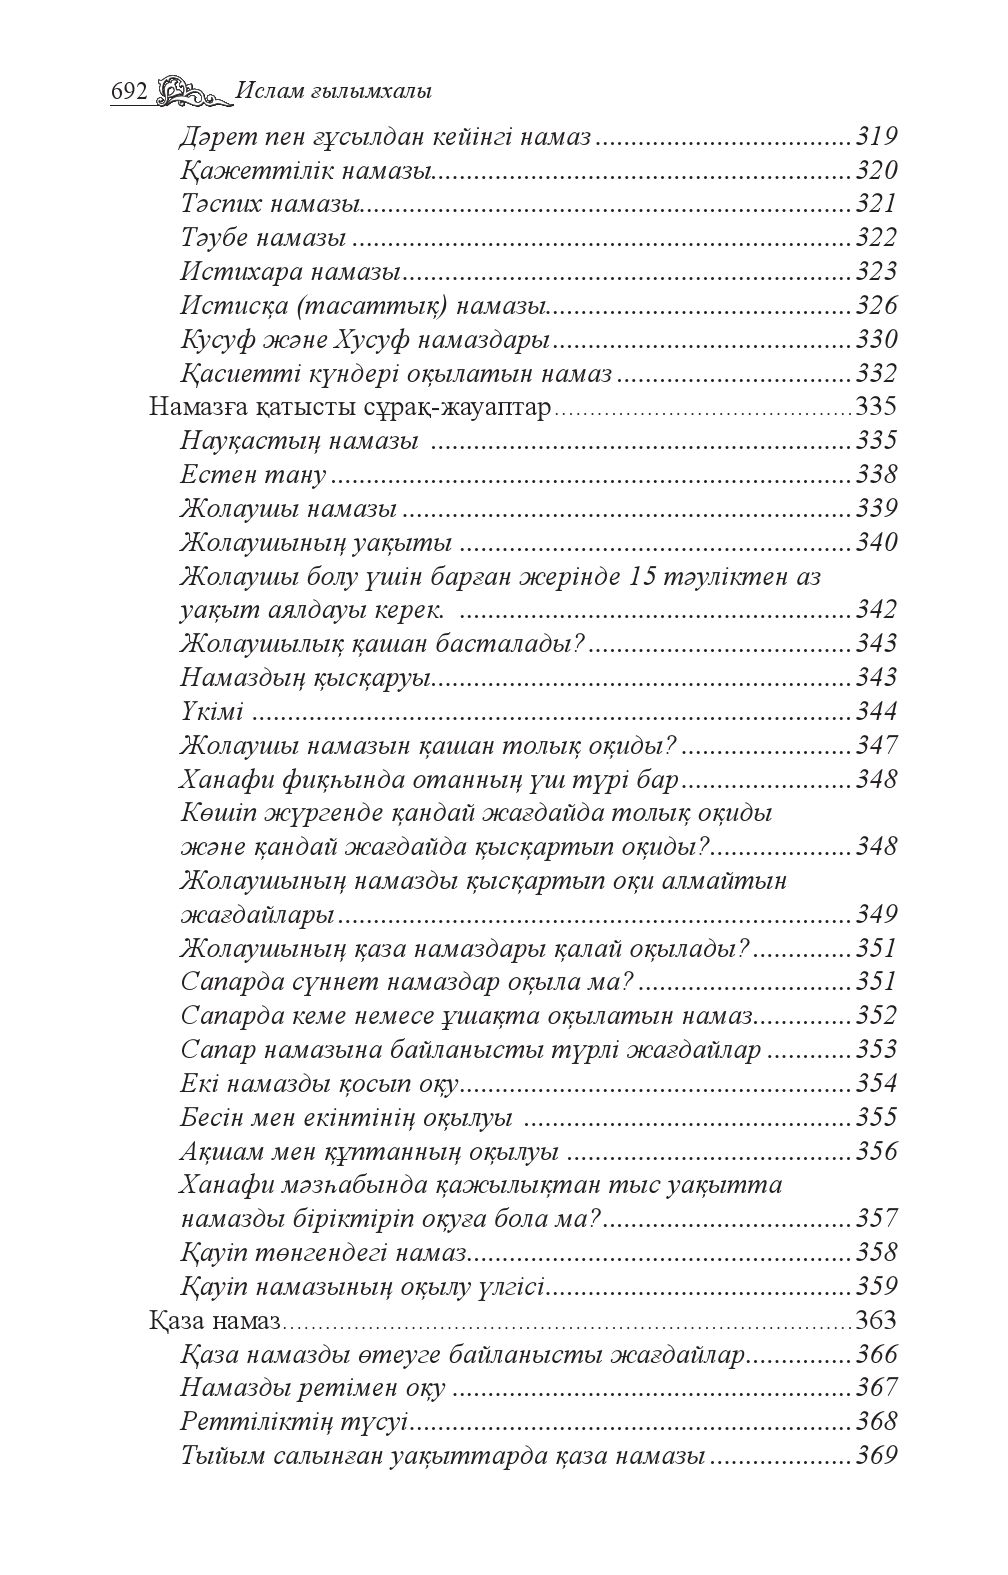 692 Ислам ғылымхалы
Дәрет пен ғұсылдан кейінгі намаз ..................................... 319
Қажеттілік намазы............................................................ 320
Тәспих намазы...................................................................... 321
Тәубе намазы ....................................................................... 322
Истихара намазы................................................................ 323
Истисқа (тасаттық) намазы............................................ 326
Кусуф және Хусуф намаздары........................................... 330
Қасиетті күндері оқылатын намаз .................................. 332
Намазға қатысты сұрақ-жауаптар.......................................... 335
Науқастың намазы ............................................................ 335
Естен тану .......................................................................... 338
Жолаушы намазы ................................................................ 339
Жолаушының уақыты ........................................................ 340
Жолаушы болу үшін барған жерінде 15 тәуліктен аз
уақыт аялдауы керек. ........................................................ 342
Жолаушылық қашан басталады?...................................... 343
Намаздың қысқаруы............................................................ 343
Үкімі ..................................................................................... 344
Жолаушы намазын қашан толық оқиды? ......................... 347
Ханафи фиқһында отанның үш түрі бар......................... 348
Көшіп жүргенде қандай жағдайда толық оқиды
және қандай жағдайда қысқартып оқиды?..................... 348
Жолаушының намазды қысқартып оқи алмайтын
жағдайлары.......................................................................... 349
Жолаушының қаза намаздары қалай оқылады?............... 351
Сапарда сүннет намаздар оқыла ма? ............................... 351
Сапарда кеме немесе ұшақта оқылатын намаз............... 352
Сапар намазына байланысты түрлі жағдайлар ............. 353
Екі намазды қосып оқу........................................................ 354
Бесін мен екінтінің оқылуы ............................................... 355
Ақшам мен құптанның оқылуы ......................................... 356
Ханафи мәзһабында қажылықтан тыс уақытта
намазды біріктіріп оқуға бола ма?.................................... 357
Қауіп төнгендегі намаз....................................................... 358
Қауіп намазының оқылу үлгісі............................................ 359
Қаза намаз................................................................................. 363
Қаза намазды өтеуге байланысты жағдайлар................ 366
Намазды ретімен оқу ......................................................... 367
Реттіліктің түсуі............................................................... 368
Тыйым салынған уақыттарда қаза намазы ..................... 369